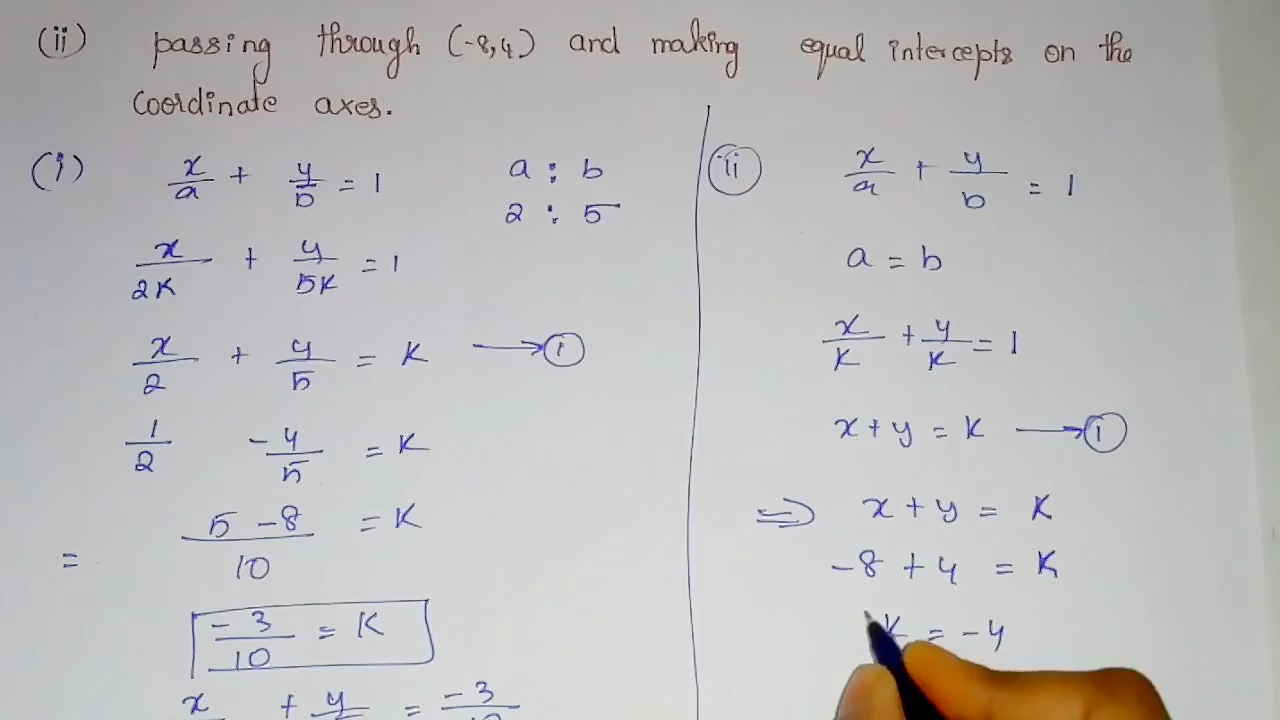 (ii) passing through (-8,4) and making equal intercepts on the
coordinate axes.
(i) x/a + y/b = 1 a : b
2 : 5
x/2K + y/5K = 1
x/2 + y/5 = K → ①
1/2 -4/5 = K
= 5-8/10 = K
-3/10 = K
x + y = -3
ii x/a + y/b = 1
a = b
x/K + y/K = 1
x+y = K → ①
⇒ x+y = K
-8+4 = K
K = -4